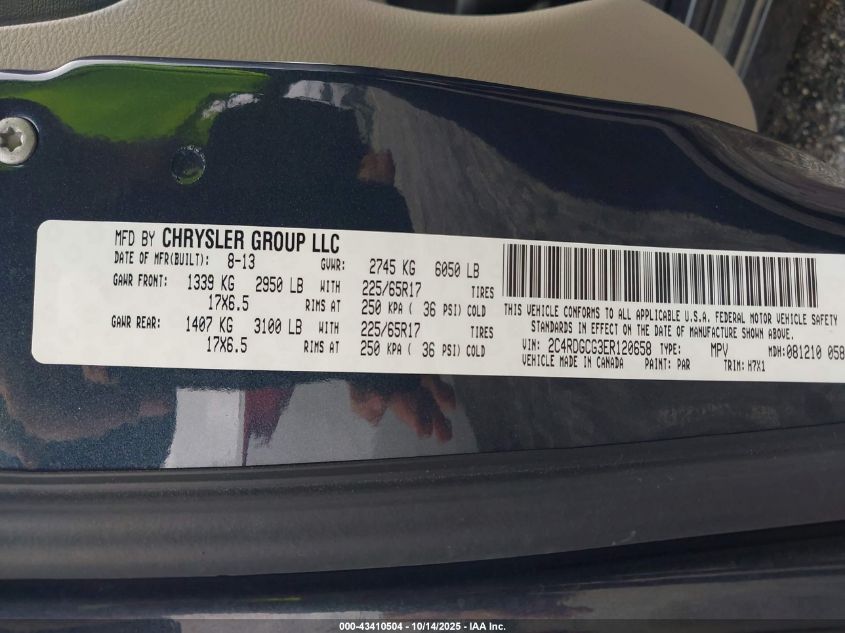 MFD BY CHRYSLER GROUP LLC
DATE OF MFR(BUILT): 8-13 GVWR: 2745 KG 6050 LB
GAWR FRONT: 1339 KG 2950 LB WITH 225/65R17 TIRES
17X6.5 RIMS AT 250 KPA ( 36 PSI) COLD
GAWR REAR: 1407 KG 3100 LB WITH 225/65R17 TIRES
17X6.5 RIMS AT 250 KPA ( 36 PSI) COLD
THIS VEHICLE CONFORMS TO ALL APPLICABLE U.S.A. FEDERAL MOTOR VEHICLE SAFETY
STANDARDS IN EFFECT ON THE DATE OF MANUFACTURE SHOWN ABOVE.
VIN: 2C4RDGCG3ER120658 TYPE: MPV MDH:081210 058
VEHICLE MADE IN CANADA PAINT: PAR TRIM: H7X1
000-43410504 - 10/14/2025 - IAA Inc.